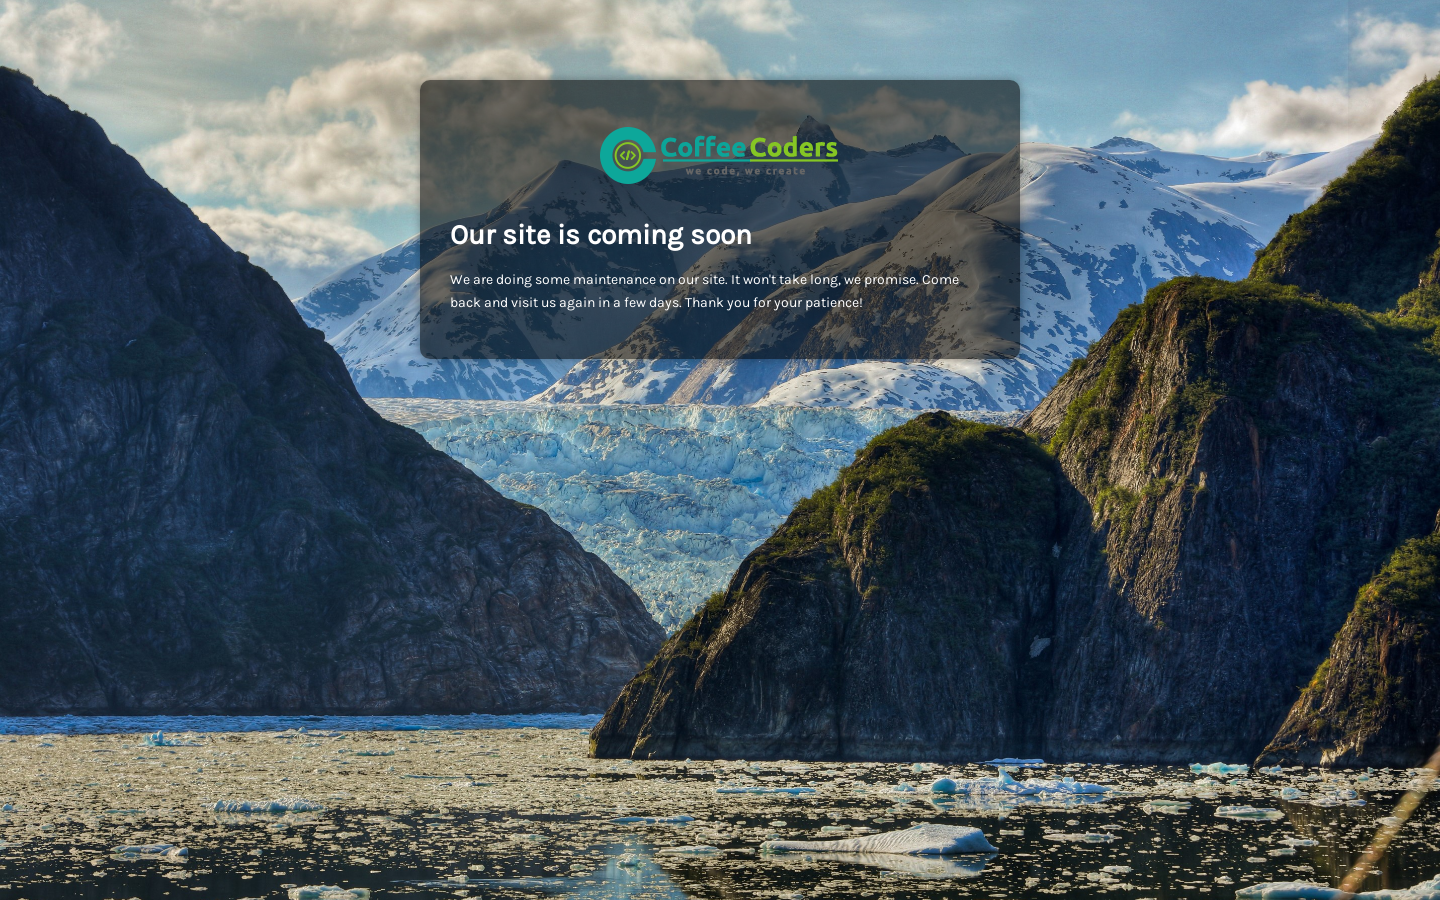 CoffeeCoders
we code, we create
Our site is coming soon
We are doing some maintenance on our site. It won't take long, we promise. Come
back and visit us again in a few days. Thank you for your patience!